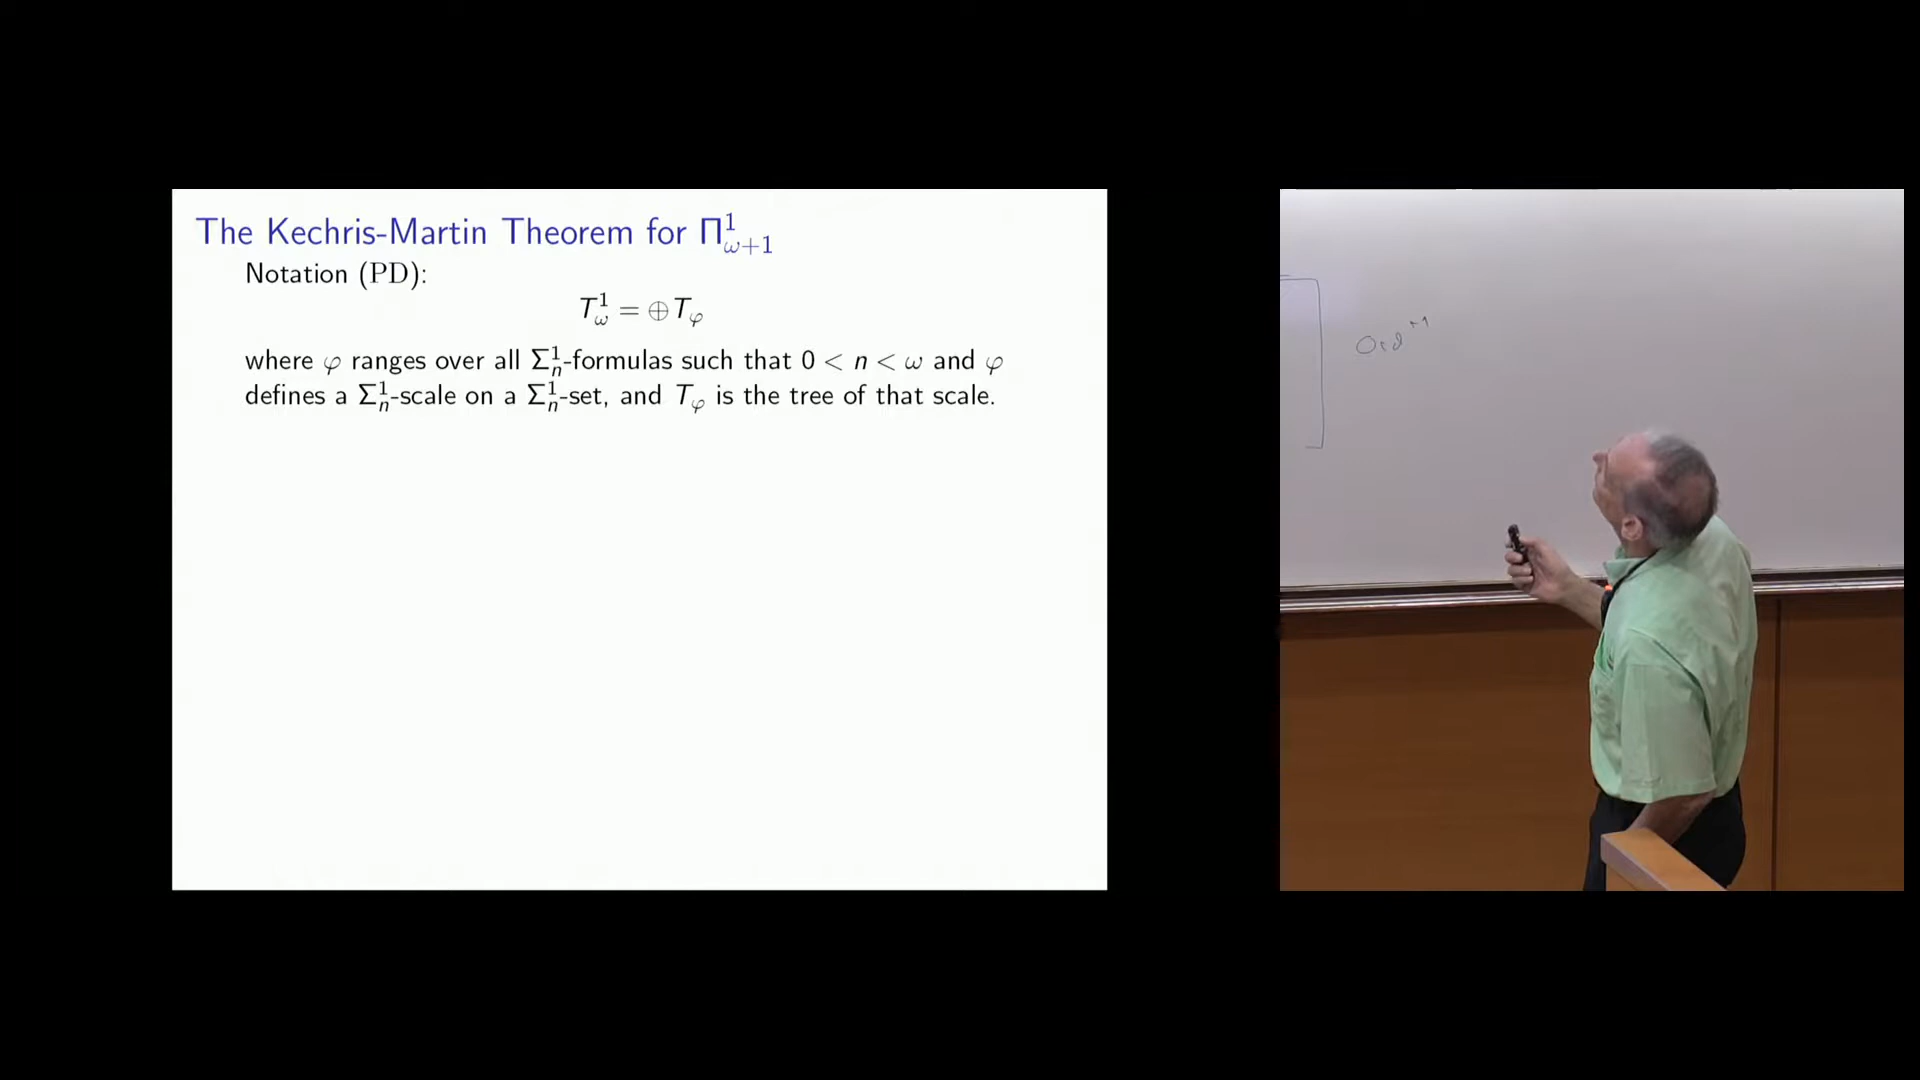 The Kechris-Martin Theorem for Π¹_{ω+1}
Notation (PD):
T¹_ω = ⊕ T_φ
where φ ranges over all Σ¹_n-formulas such that 0 < n < ω and φ
defines a Σ¹_n-scale on a Σ¹_n-set, and T_φ is the tree of that scale.